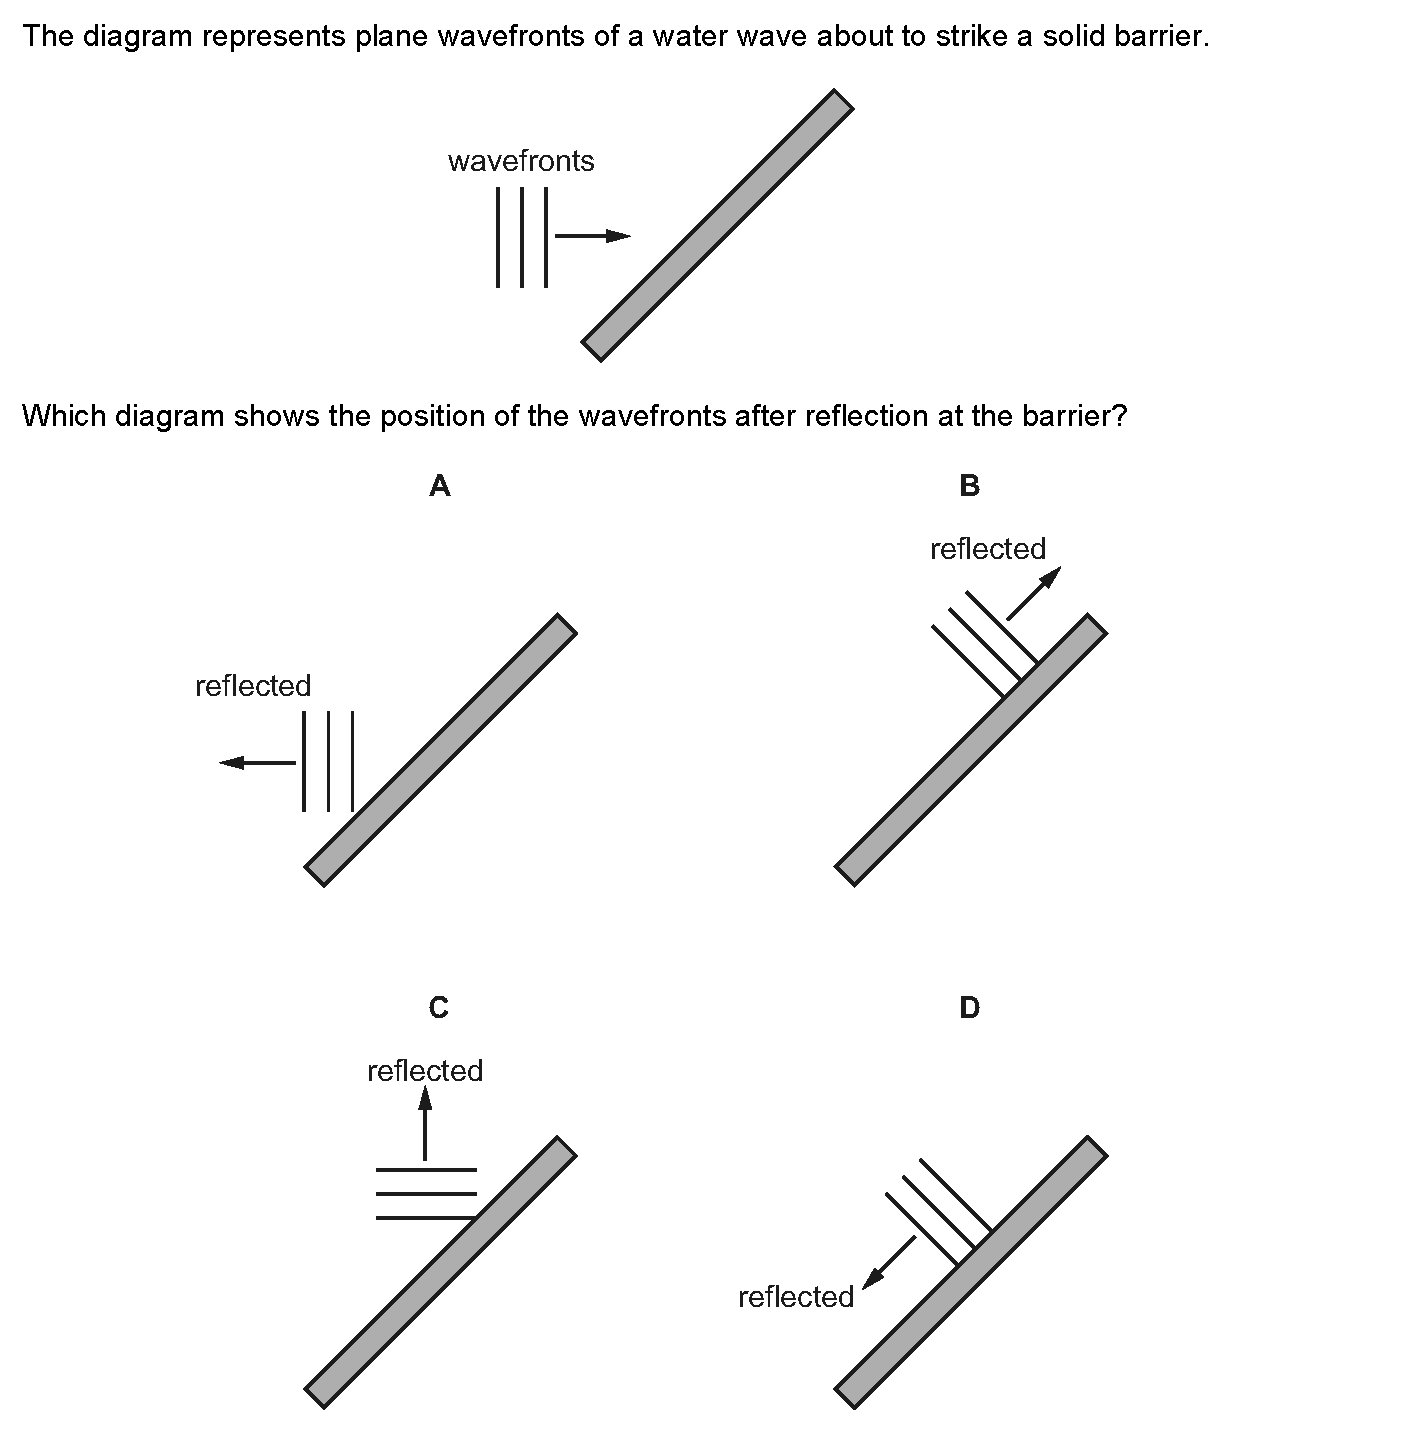 The diagram represents plane wavefronts of a water wave about to strike a solid barrier.
wavefronts
Which diagram shows the position of the wavefronts after reflection at the barrier?
A
B
reflected
reflected
C
D
reflected
reflected